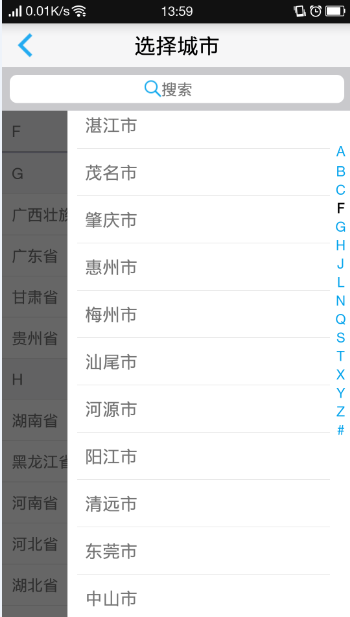 0.01K/s 13:59
选择城市
搜索
F
G
广西壮族
广东省
甘肃省
贵州省
H
湖南省
黑龙江省
河南省
河北省
湖北省
湛江市
茂名市
肇庆市
惠州市
梅州市
汕尾市
河源市
阳江市
清远市
东莞市
中山市
A
B
C
F
G
H
J
L
N
Q
S
T
X
Y
Z
#